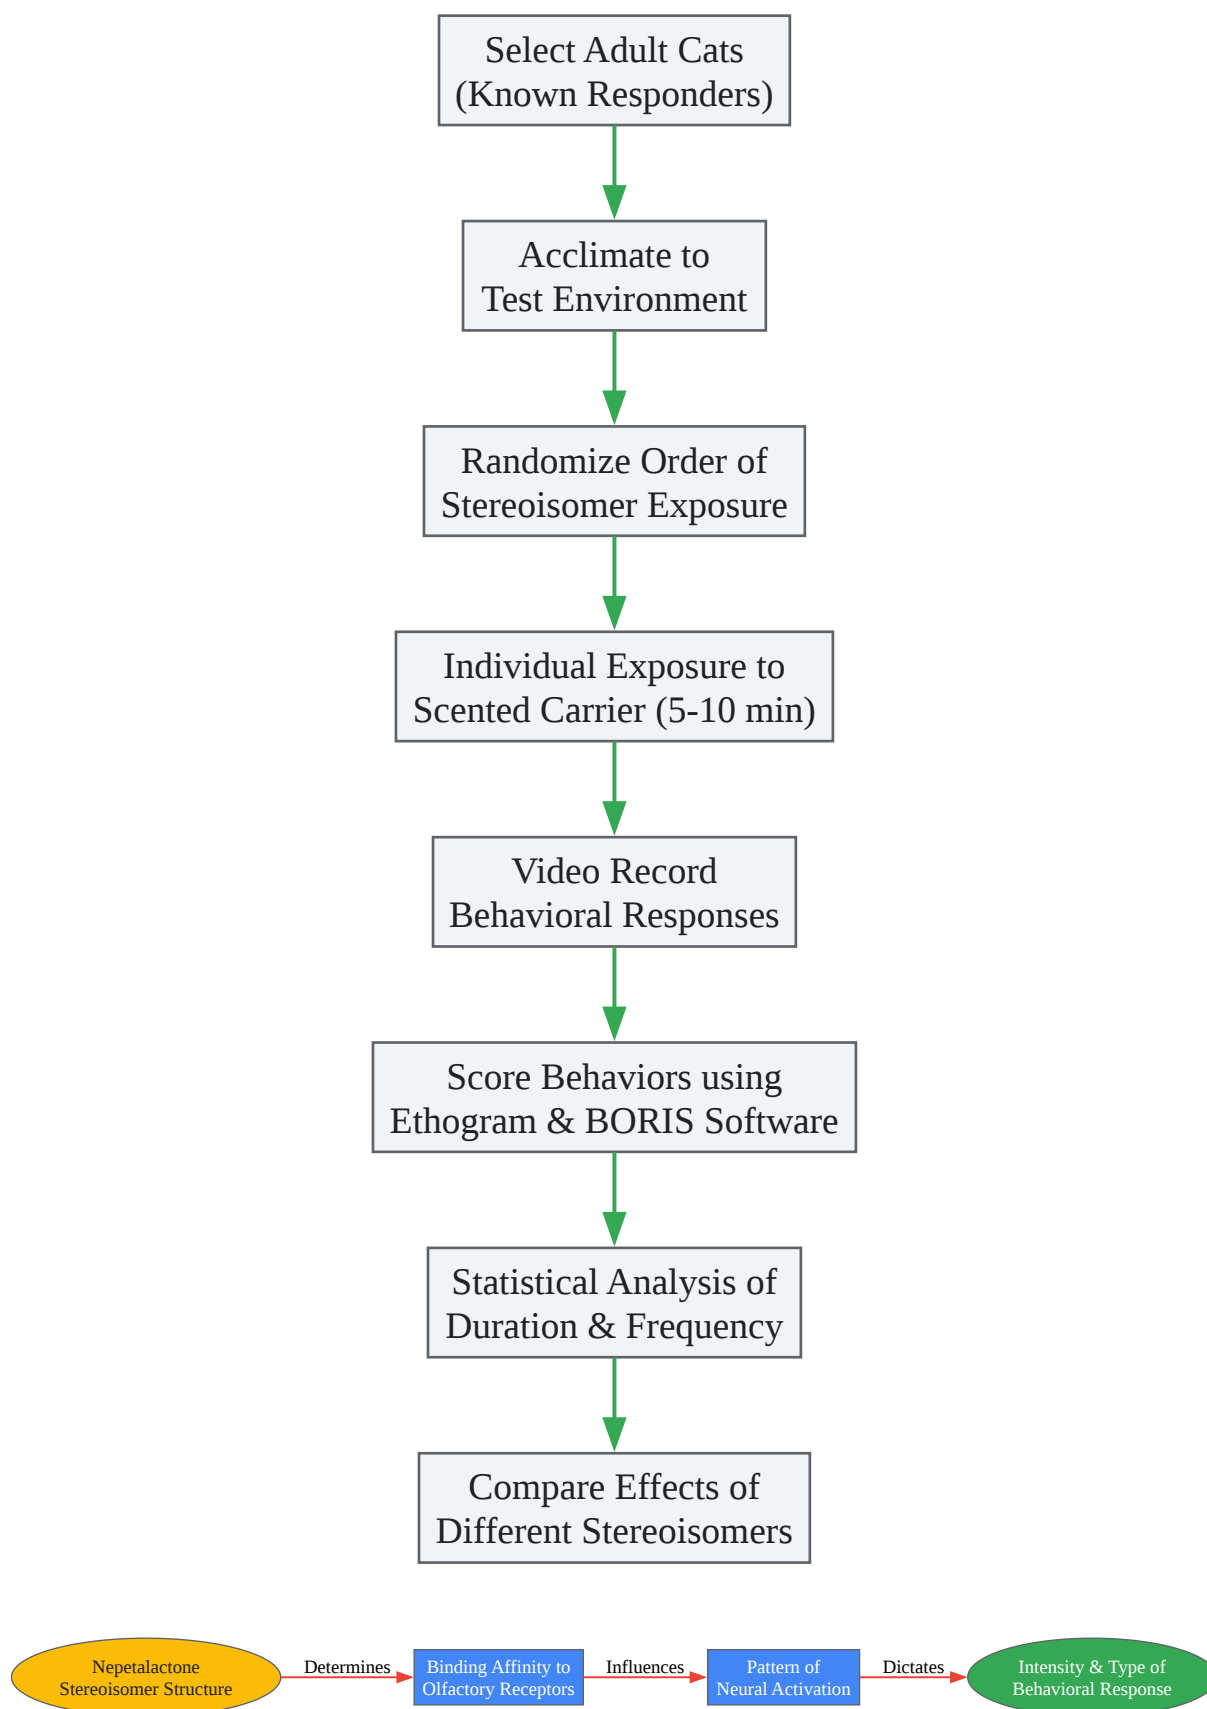 Select Adult Cats
(Known Responders)
Acclimate to
Test Environment
Randomize Order of
Stereoisomer Exposure
Individual Exposure to
Scented Carrier (5-10 min)
Video Record
Behavioral Responses
Score Behaviors using
Ethogram & BORIS Software
Statistical Analysis of
Duration & Frequency
Compare Effects of
Different Stereoisomers
Nepetalactone
Stereoisomer Structure
Determines
Binding Affinity to
Olfactory Receptors
Influences
Pattern of
Neural Activation
Dictates
Intensity & Type of
Behavioral Response